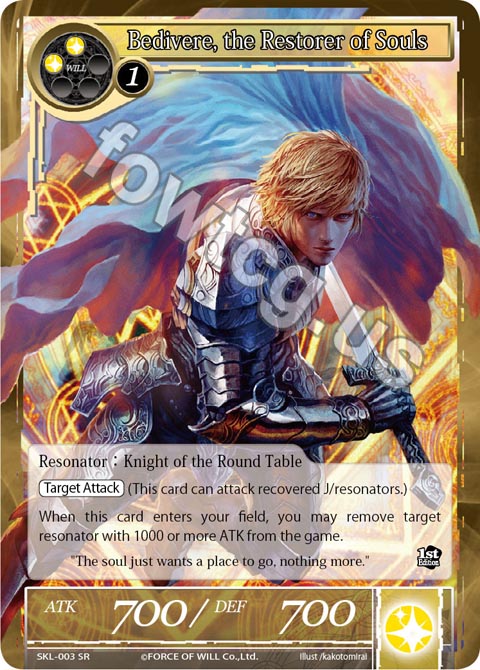 Bedivere, the Restorer of Souls
WILL
1
fowtcg.us
Resonator : Knight of the Round Table
Target Attack (This card can attack recovered J/resonators.)
When this card enters your field, you may remove target
resonator with 1000 or more ATK from the game.
"The soul just wants a place to go, nothing more."
1st
Edition
ATK 700 / DEF 700
SKL-003 SR ©FORCE OF WILL Co.,Ltd. Illust/kakotomirai